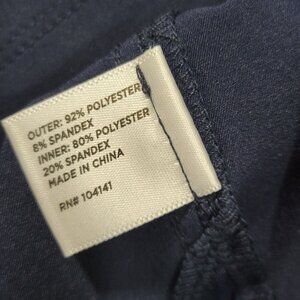 OUTER: 92% POLYESTER
8% SPANDEX
INNER: 80% POLYESTER
20% SPANDEX
MADE IN CHINA
RN# 104141